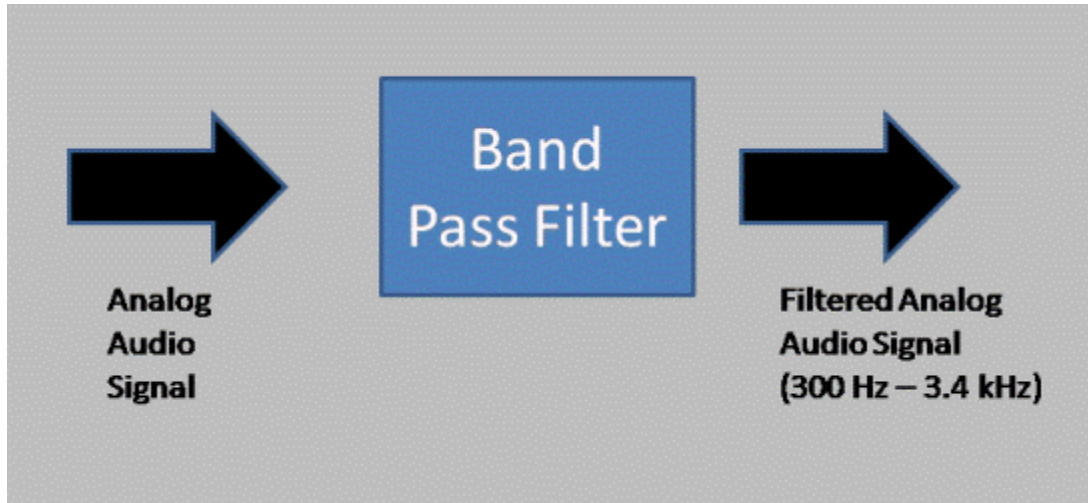 Band
Pass Filter
Analog
Audio
Signal
Filtered Analog
Audio Signal
(300 Hz – 3.4 kHz)